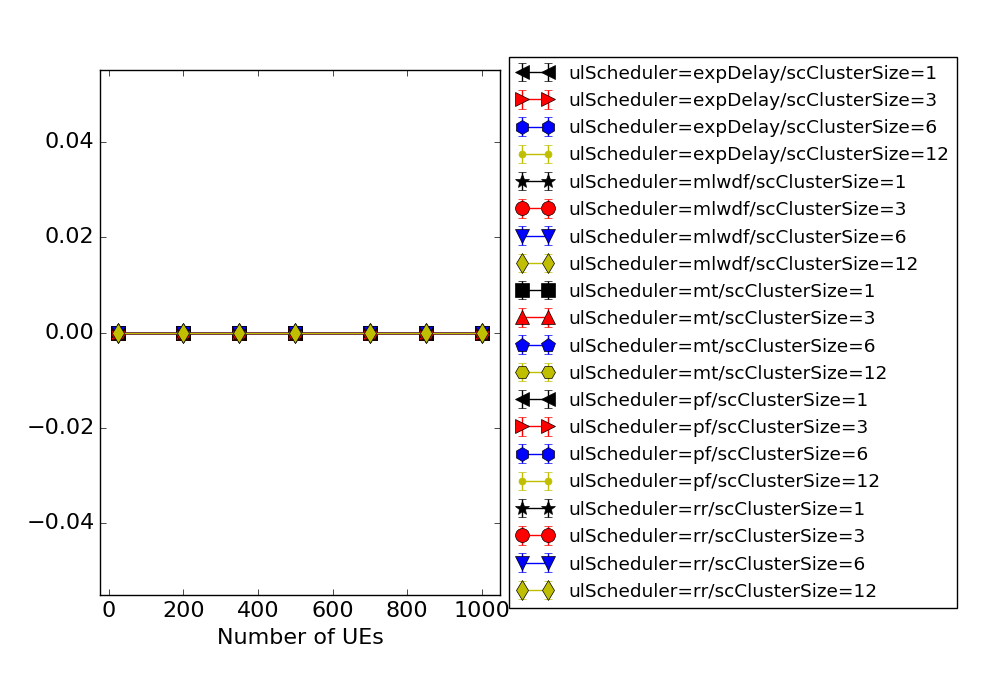 0.04
0.02
0.00
−0.02
−0.04
0 200 400 600 800 1000
Number of UEs
ulScheduler=expDelay/scClusterSize=1
ulScheduler=expDelay/scClusterSize=3
ulScheduler=expDelay/scClusterSize=6
ulScheduler=expDelay/scClusterSize=12
ulScheduler=mlwdf/scClusterSize=1
ulScheduler=mlwdf/scClusterSize=3
ulScheduler=mlwdf/scClusterSize=6
ulScheduler=mlwdf/scClusterSize=12
ulScheduler=mt/scClusterSize=1
ulScheduler=mt/scClusterSize=3
ulScheduler=mt/scClusterSize=6
ulScheduler=mt/scClusterSize=12
ulScheduler=pf/scClusterSize=1
ulScheduler=pf/scClusterSize=3
ulScheduler=pf/scClusterSize=6
ulScheduler=pf/scClusterSize=12
ulScheduler=rr/scClusterSize=1
ulScheduler=rr/scClusterSize=3
ulScheduler=rr/scClusterSize=6
ulScheduler=rr/scClusterSize=12